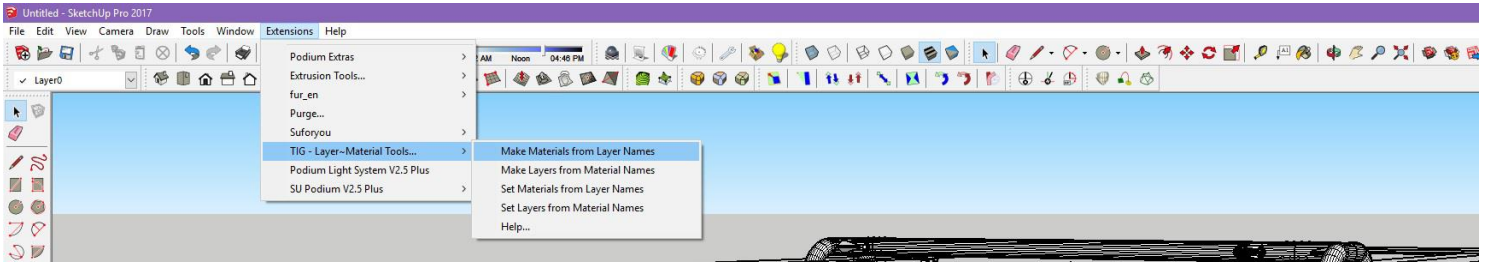 Untitled - SketchUp Pro 2017
File Edit View Camera Draw Tools Window Extensions Help
AM Noon 04:46 PM
Layer0
Podium Extras
Extrusion Tools...
fur_en
Purge...
Suforyou
TIG - Layer~Material Tools...
Podium Light System V2.5 Plus
SU Podium V2.5 Plus
Make Materials from Layer Names
Make Layers from Material Names
Set Materials from Layer Names
Set Layers from Material Names
Help...